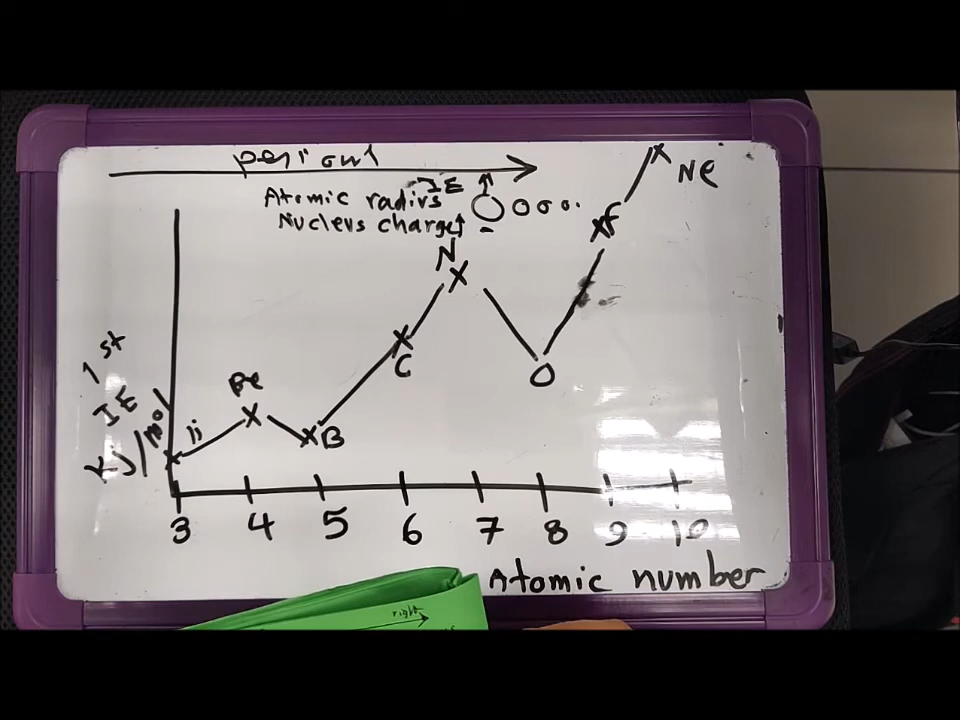 Atomic radius IE ↑
Nucleus charge↑ -
Ne
f
N
1st
IE
Kj/mol
li
Be
B
C
O
3 4 5 6 7 8 9 10
Atomic number
right